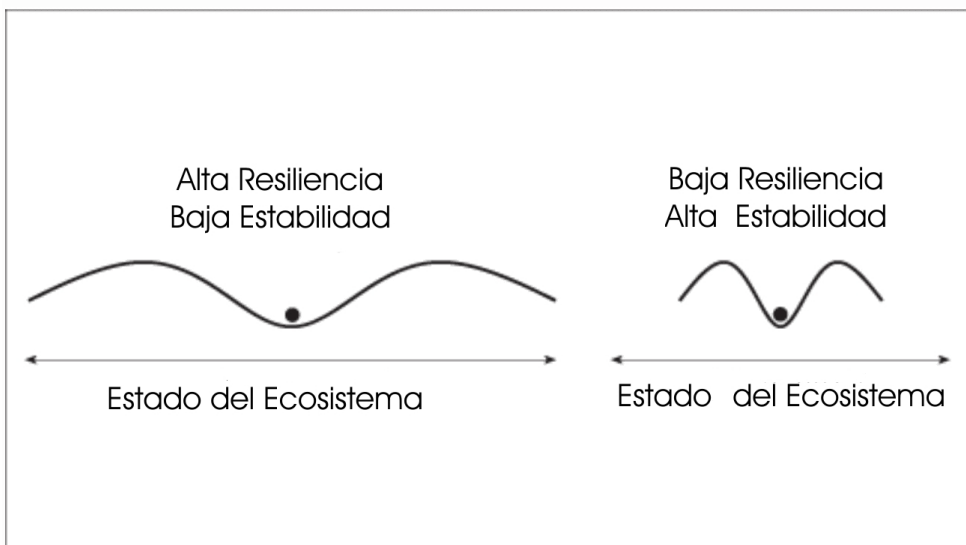 Alta Resiliencia
Baja Estabilidad
Estado del Ecosistema
Baja Resiliencia
Alta Estabilidad
Estado del Ecosistema